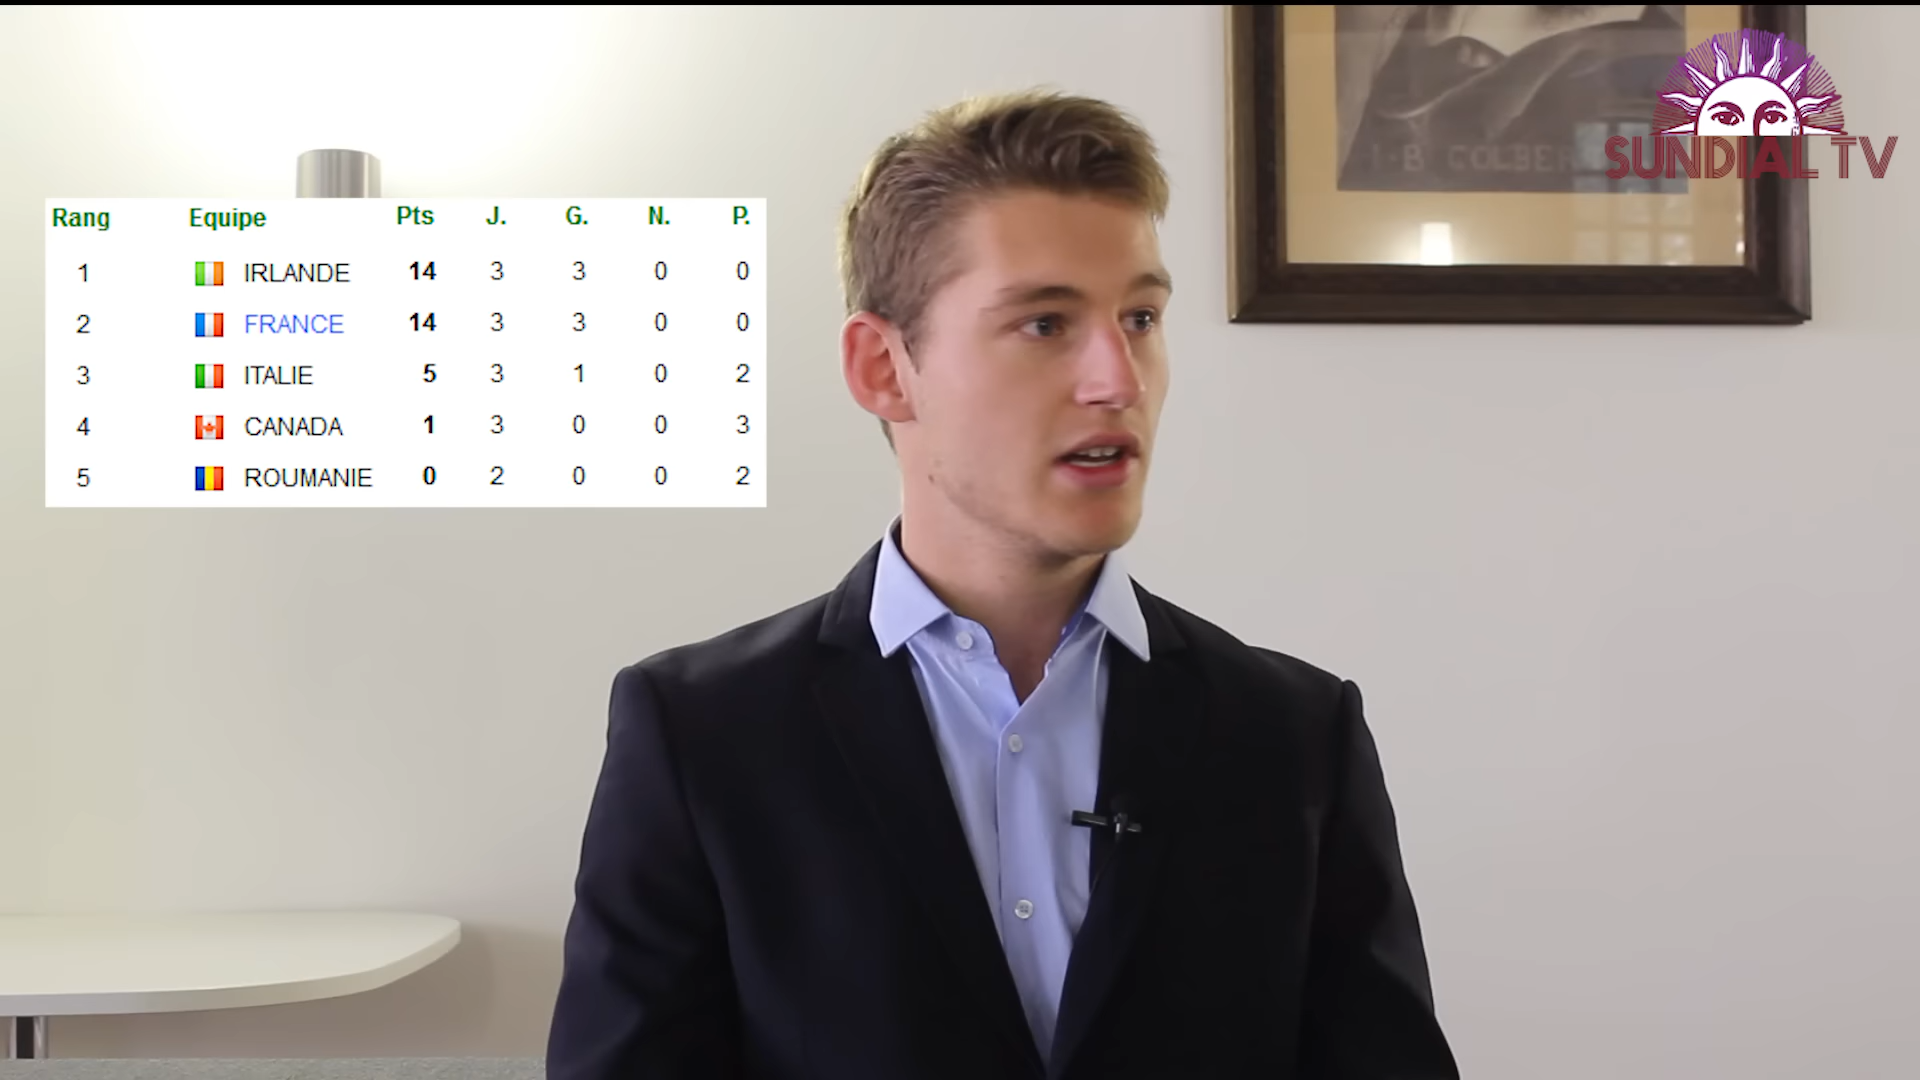 Rang Equipe Pts J. G. N. P.
1 IRLANDE 14 3 3 0 0
2 FRANCE 14 3 3 0 0
3 ITALIE 5 3 1 0 2
4 CANADA 1 3 0 0 3
5 ROUMANIE 0 2 0 0 2
SUNDIAL TV